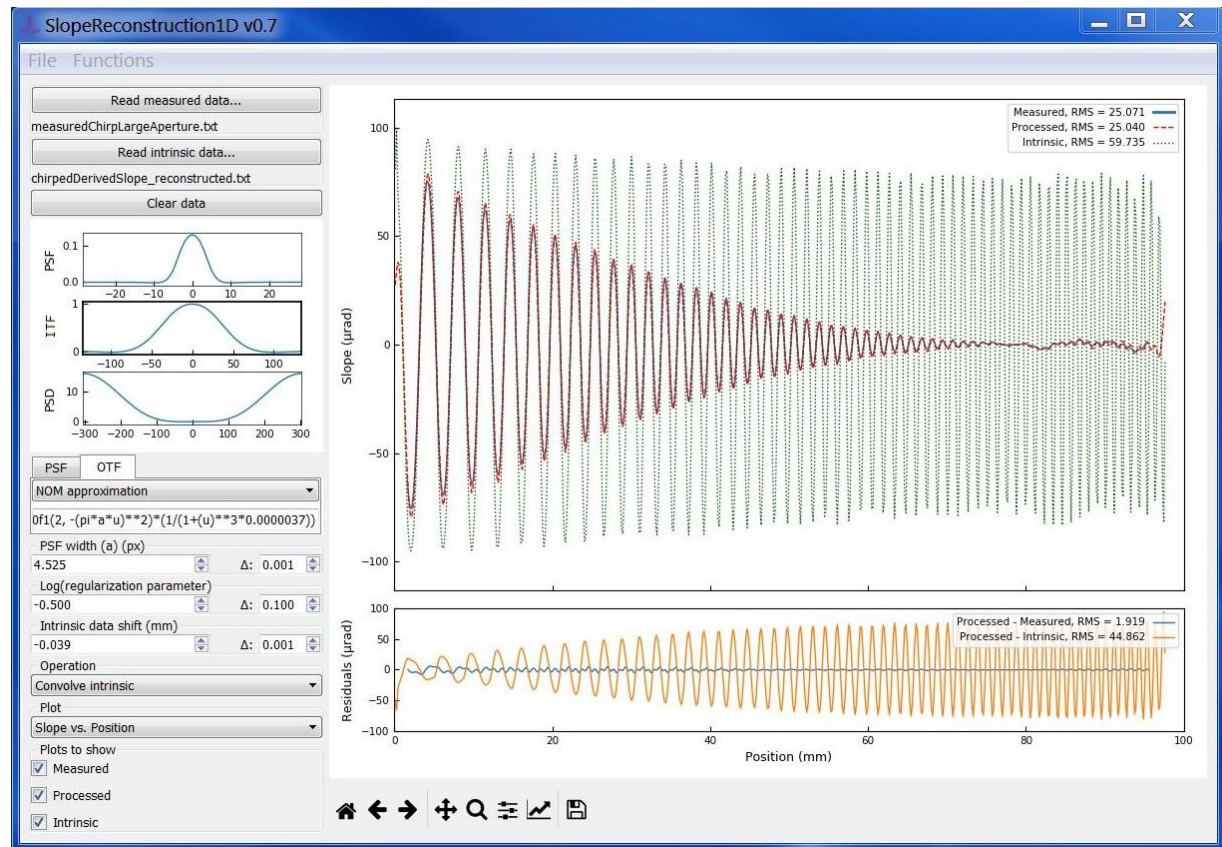 SlopeReconstruction1D v0.7
File Functions
Read measured data...
measuredChirpLargeAperture.txt
Read intrinsic data...
chirpedDerivedSlope_reconstructed.txt
Clear data
PSF
0.1
0.0
−20 −10 0 10 20
ITF
1
0
−100 −50 0 50 100
PSD
10
0
−300 −200 −100 0 100 200 300
PSF OTF
NOM approximation
0f1(2, -(pi*a*u)**2)*(1/(1+(u)**3*0.0000037))
PSF width (a) (px)
4.525 Δ: 0.001
Log(regularization parameter)
-0.500 Δ: 0.100
Intrinsic data shift (mm)
-0.039 Δ: 0.001
Operation
Convolve intrinsic
Plot
Slope vs. Position
Plots to show
Measured
Processed
Intrinsic
Measured, RMS = 25.071
Processed, RMS = 25.040
Intrinsic, RMS = 59.735
Slope (μrad)
100
50
0
−50
−100
Processed - Measured, RMS = 1.919
Processed - Intrinsic, RMS = 44.862
Residuals (μrad)
100
50
0
−50
−100
0 20 40 60 80 100
Position (mm)